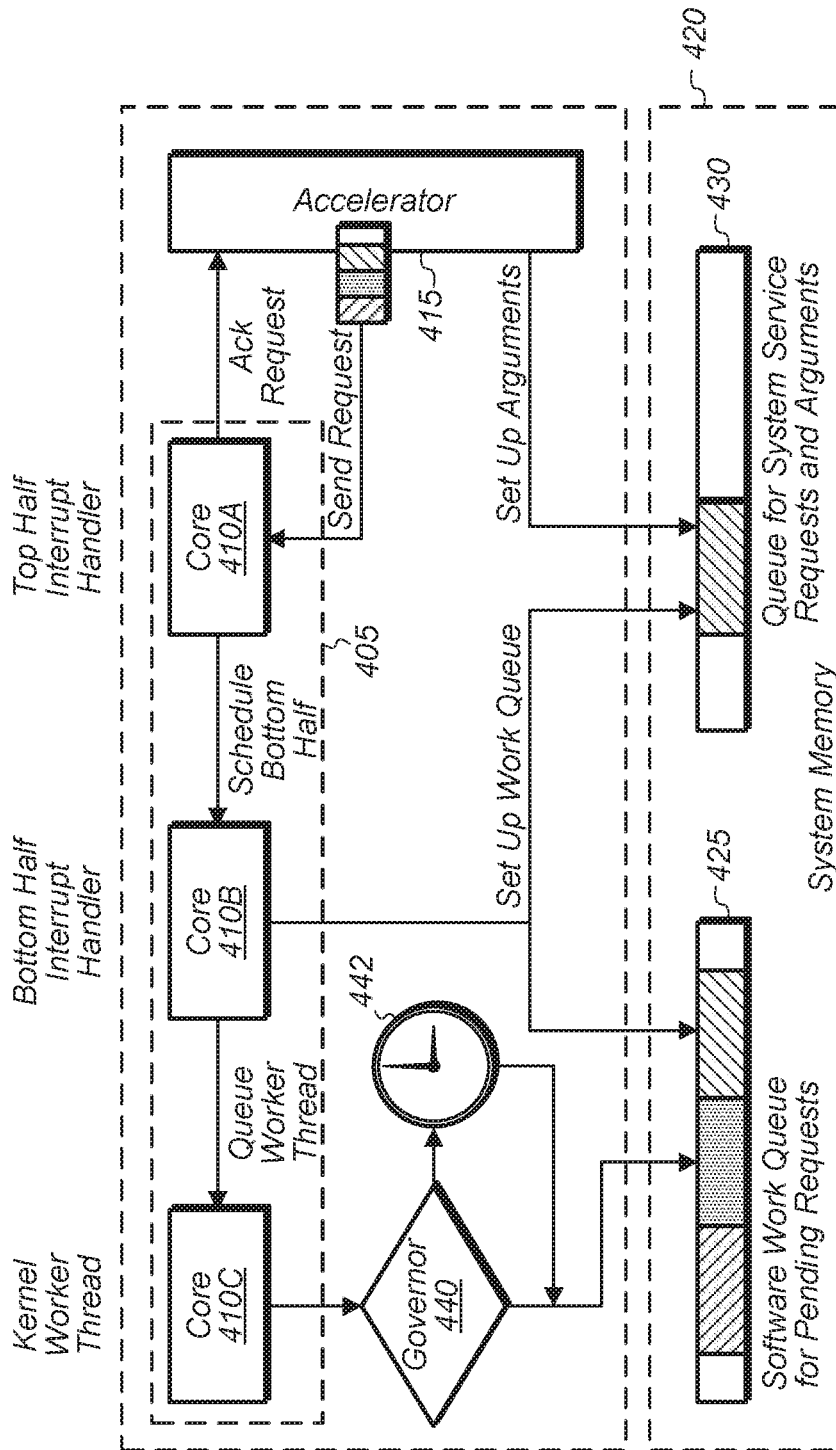 Kernel
Worker
Thread
Bottom Half
Interrupt
Handler
Top Half
Interrupt
Handler
Core
410C
Queue
Worker
Thread
Core
410B
Schedule
Bottom
Half
Core
410A
Ack
Request
Accelerator
Send Request
415
405
Governor
440
442
Set Up Work Queue
Set Up Arguments
420
425
430
Software Work Queue
for Pending Requests
Queue for System Service
Requests and Arguments
System Memory